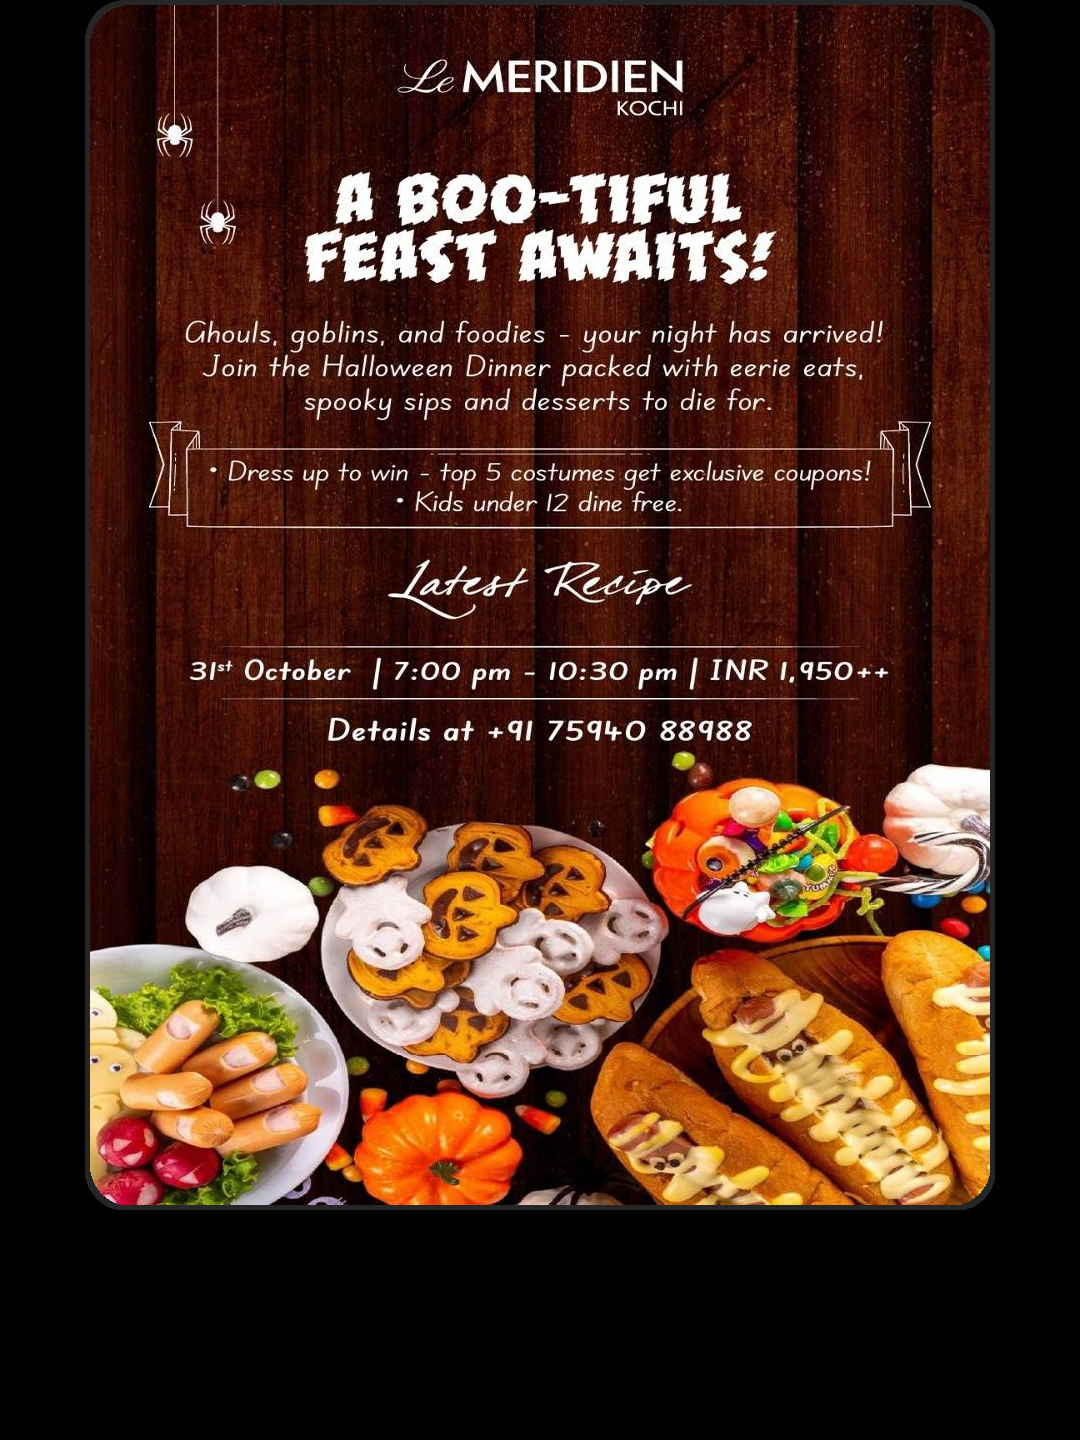 Le MERIDIEN
KOCHI
A BOO-TIFUL
FEAST AWAITS!
Ghouls, goblins, and foodies - your night has arrived!
Join the Halloween Dinner packed with eerie eats,
spooky sips and desserts to die for.
• Dress up to win - top 5 costumes get exclusive coupons!
• Kids under 12 dine free.
Latest Recipe
31st October | 7:00 pm - 10:30 pm | INR 1,950++
Details at +91 75940 88988
YUMMIE